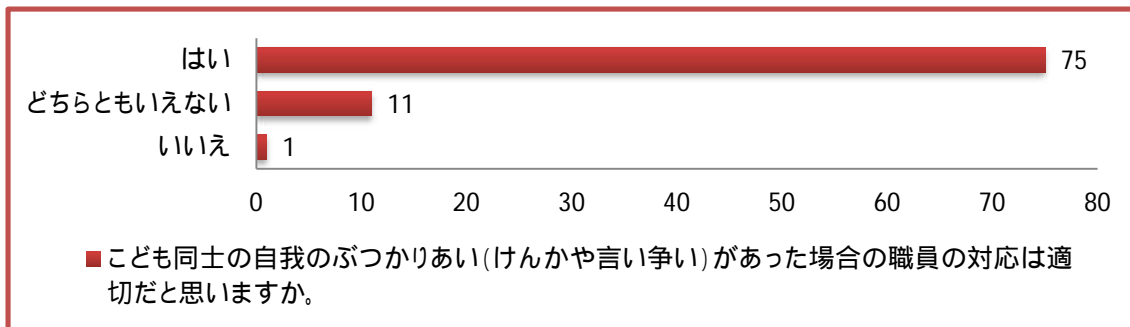 はい 75
どちらともいえない 11
いいえ 1
0 10 20 30 40 50 60 70 80
こども同士の自我のぶつかりあい(けんかや言い争い)があった場合の職員の対応は適
切だと思いますか。